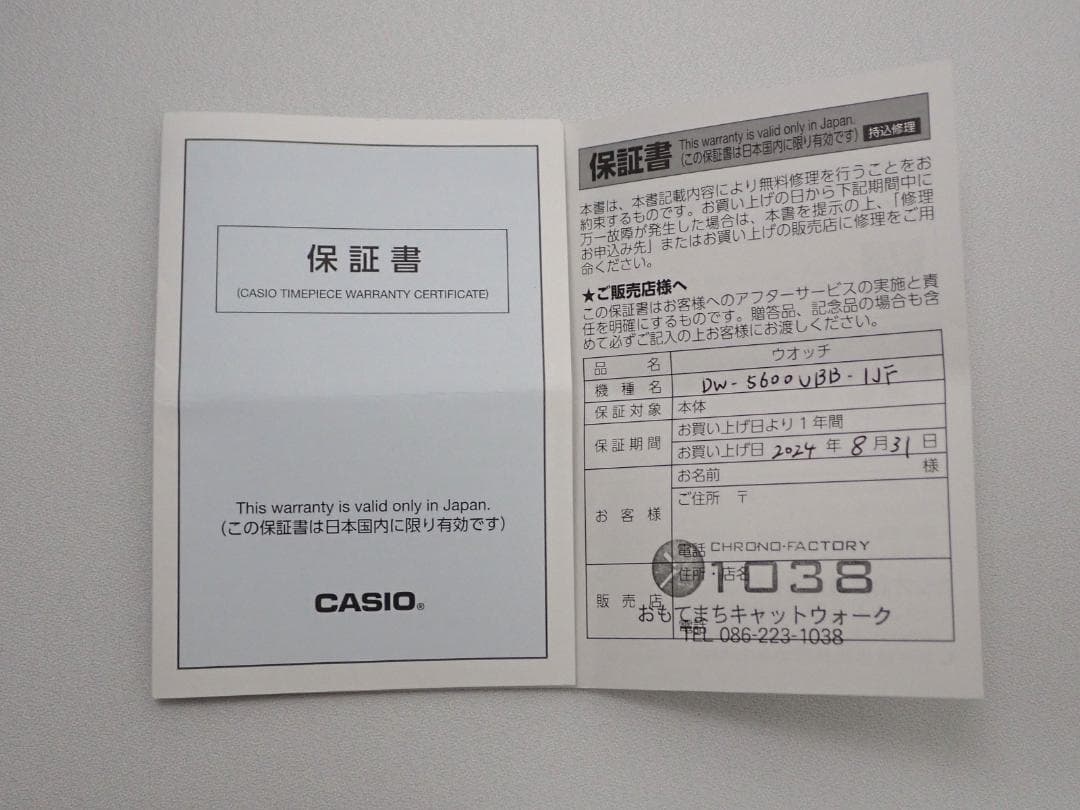 保証書
(CASIO TIMEPIECE WARRANTY CERTIFICATE)
This warranty is valid only in Japan.
(この保証書は日本国内に限り有効です)
CASIO®
保証書 This warranty is valid only in Japan. (この保証書は日本国内に限り有効です) 持込修理
本書は、本書記載内容により無料修理を行うことをお
約束するものです。お買い上げの日から下記期間中に
万一故障が発生した場合は、本書を提示の上、「修理
お申込み先」またはお買い上げの販売店に修理をご用
命ください。
★ご販売店様へ
この保証書はお客様へのアフターサービスの実施と責
任を明確にするものです。贈答品、記念品の場合も含
めて必ずご記入の上お客様にお渡しください。
品名 ウオッチ
機種名 DW-5600UBB-1JF
保証対象 本体
保証期間 お買い上げ日より1年間
お買い上げ日 2024年8月31日
お客様 お名前 様
ご住所 〒
電話
CHRONO-FACTORY
販売店 住所・店名
1038
おもてまちキャットウォーク
電話
TEL 086-223-1038